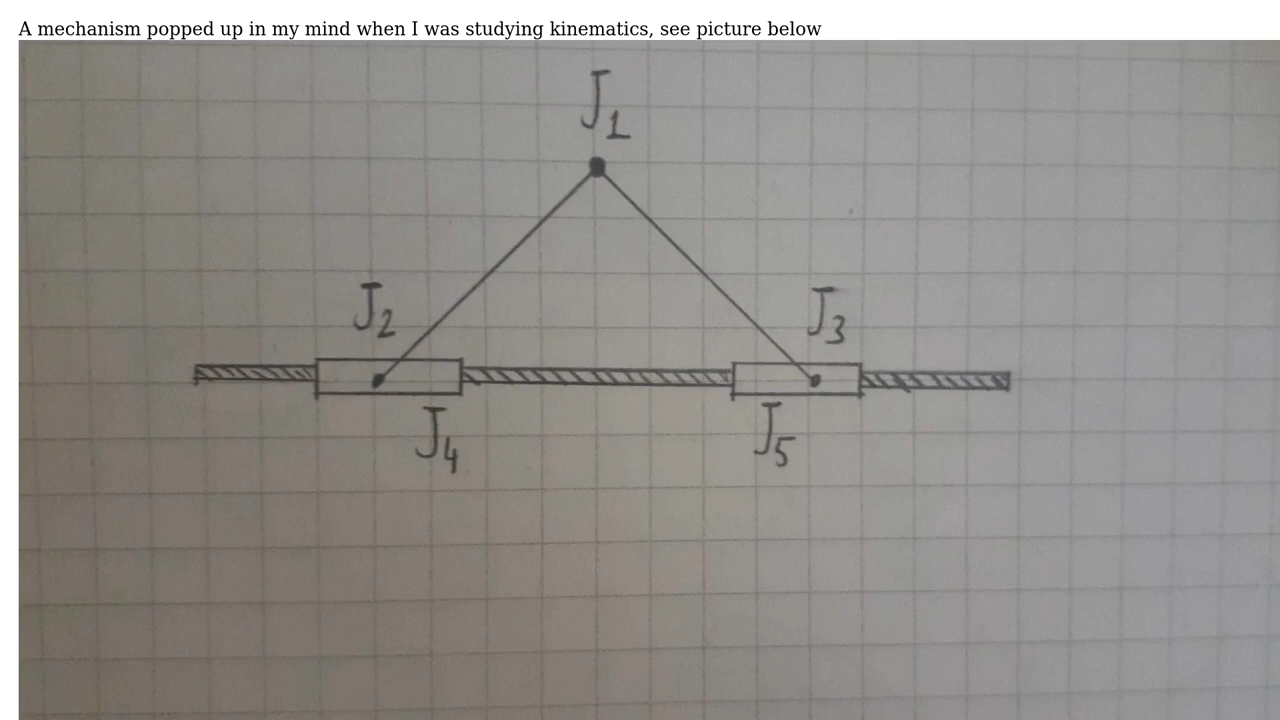 A mechanism popped up in my mind when I was studying kinematics, see picture below
J1
J2
J3
J4
J5